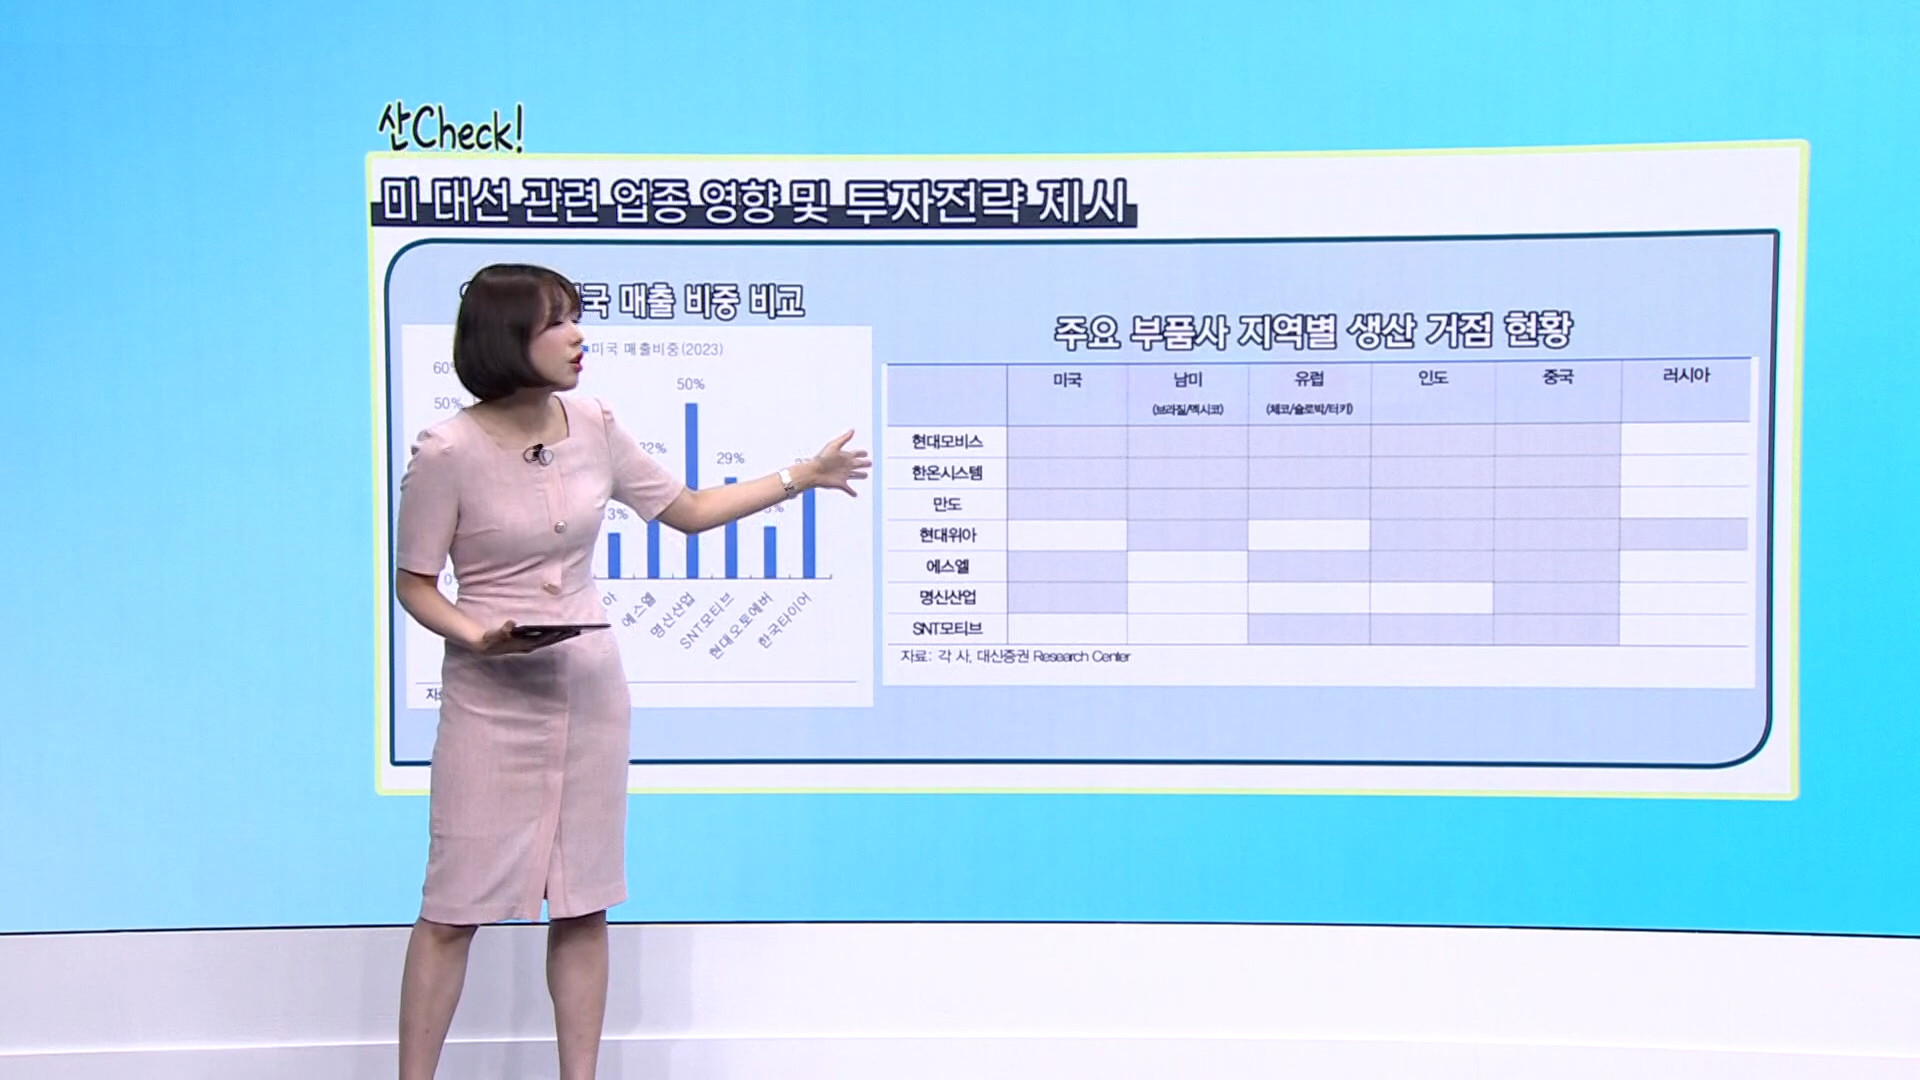 산Check!
미 대선 관련 업종 영향 및 투자전략 제시
매출 비중 비교
미국 매출비중(2023)
50%
50%
29%
에스엘
명신산업
SNT모티브
현대오토에버
한국타이어
주요 부품사 지역별 생산 거점 현황
미국 남미 유럽 인도 중국 러시아
(브라질/멕시코) (체코/슬로박/터키)
현대모비스
한온시스템
만도
현대위아
에스엘
명신산업
SNT모티브
자료: 각 사, 대신증권 Research Center